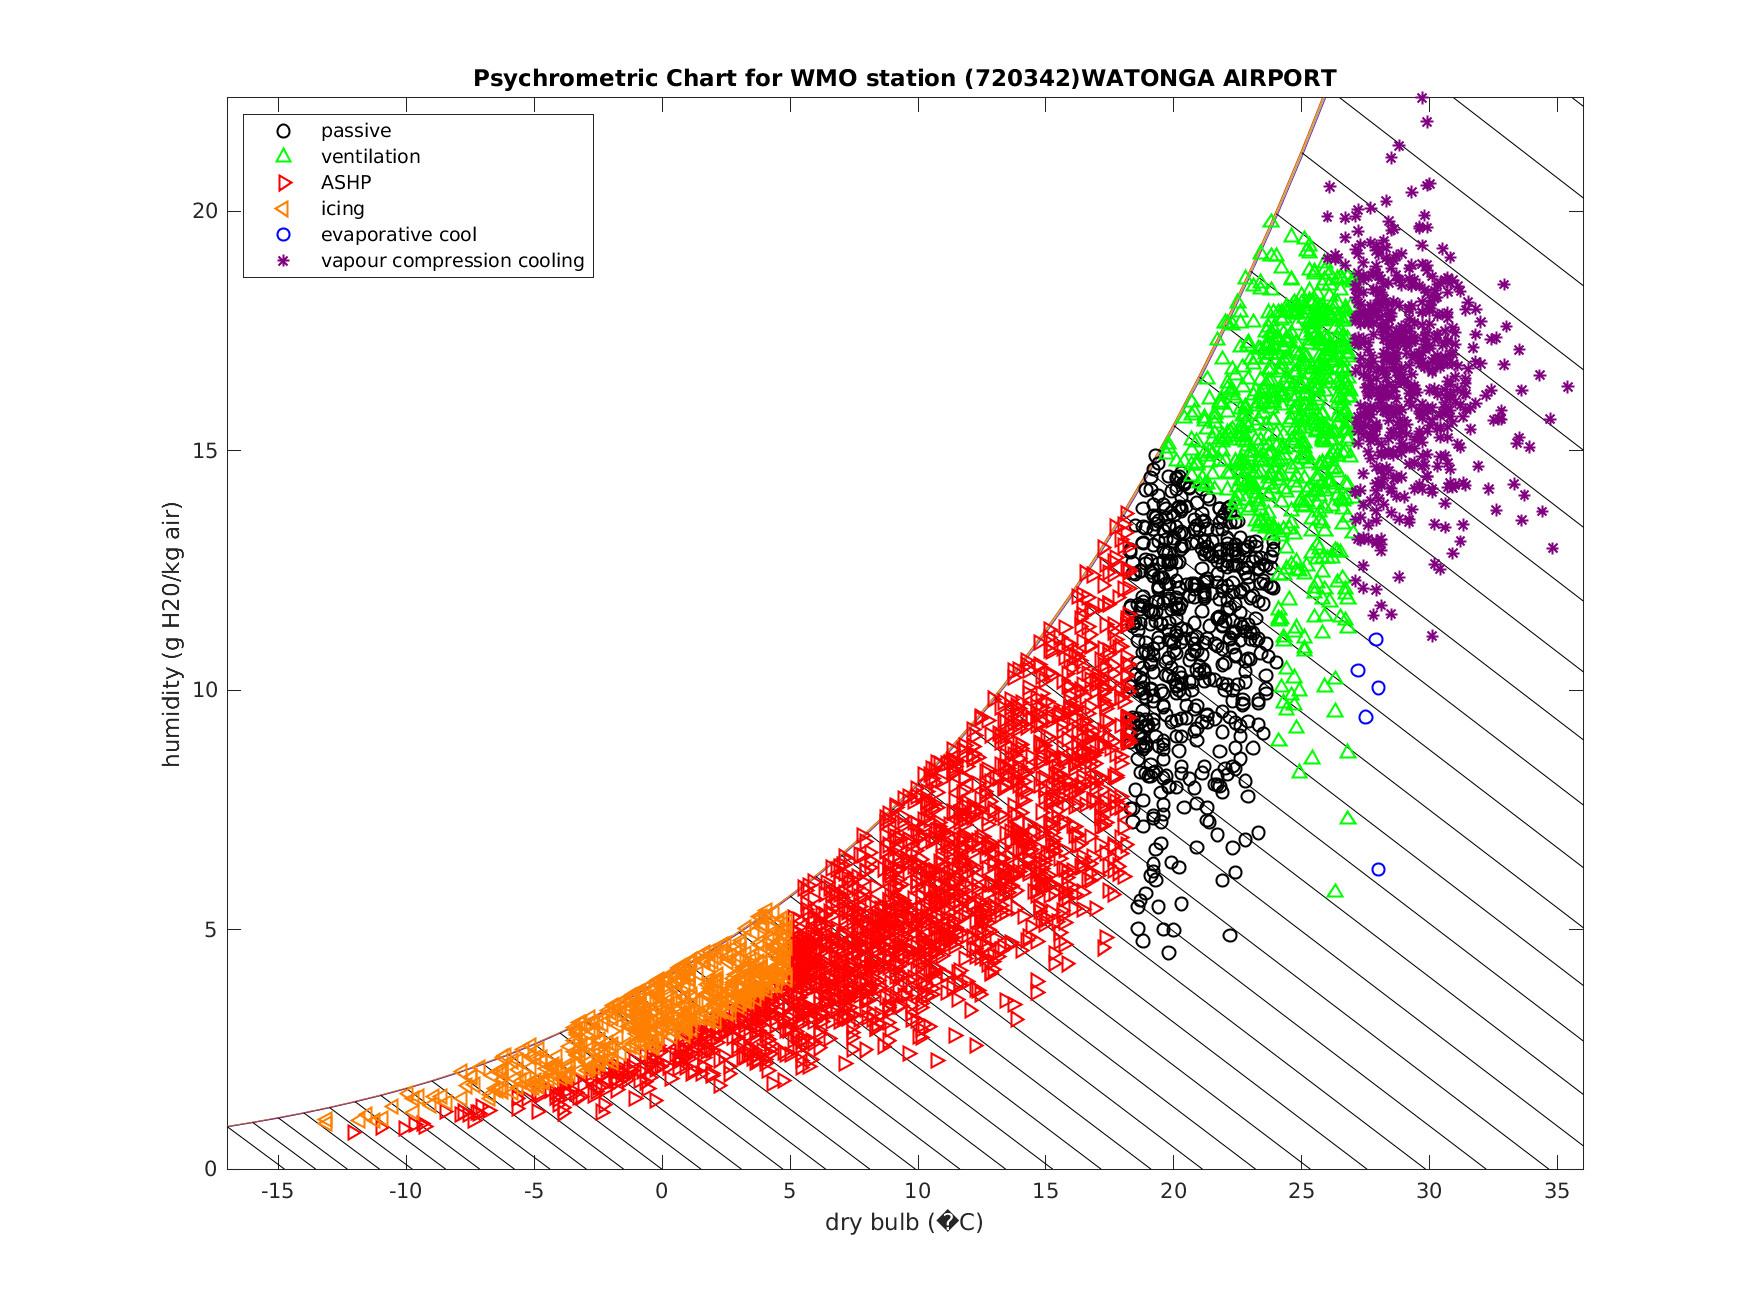 Psychrometric Chart for WMO station (720342)WATONGA AIRPORT
passive
ventilation
ASHP
icing
evaporative cool
vapour compression cooling
humidity (g H20/kg air)
20
15
10
5
0
-15 -10 -5 0 5 10 15 20 25 30 35
dry bulb (�C)